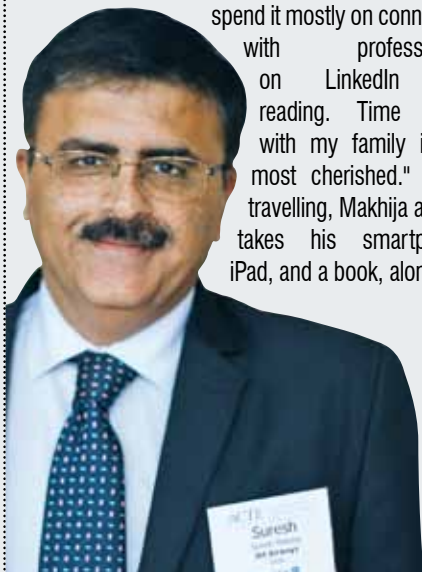 spend it mostly on conn
with profess
on LinkedIn
reading. Time
with my family i
most cherished."
travelling, Makhija a
takes his smartp
iPad, and a book, alon
Suresh